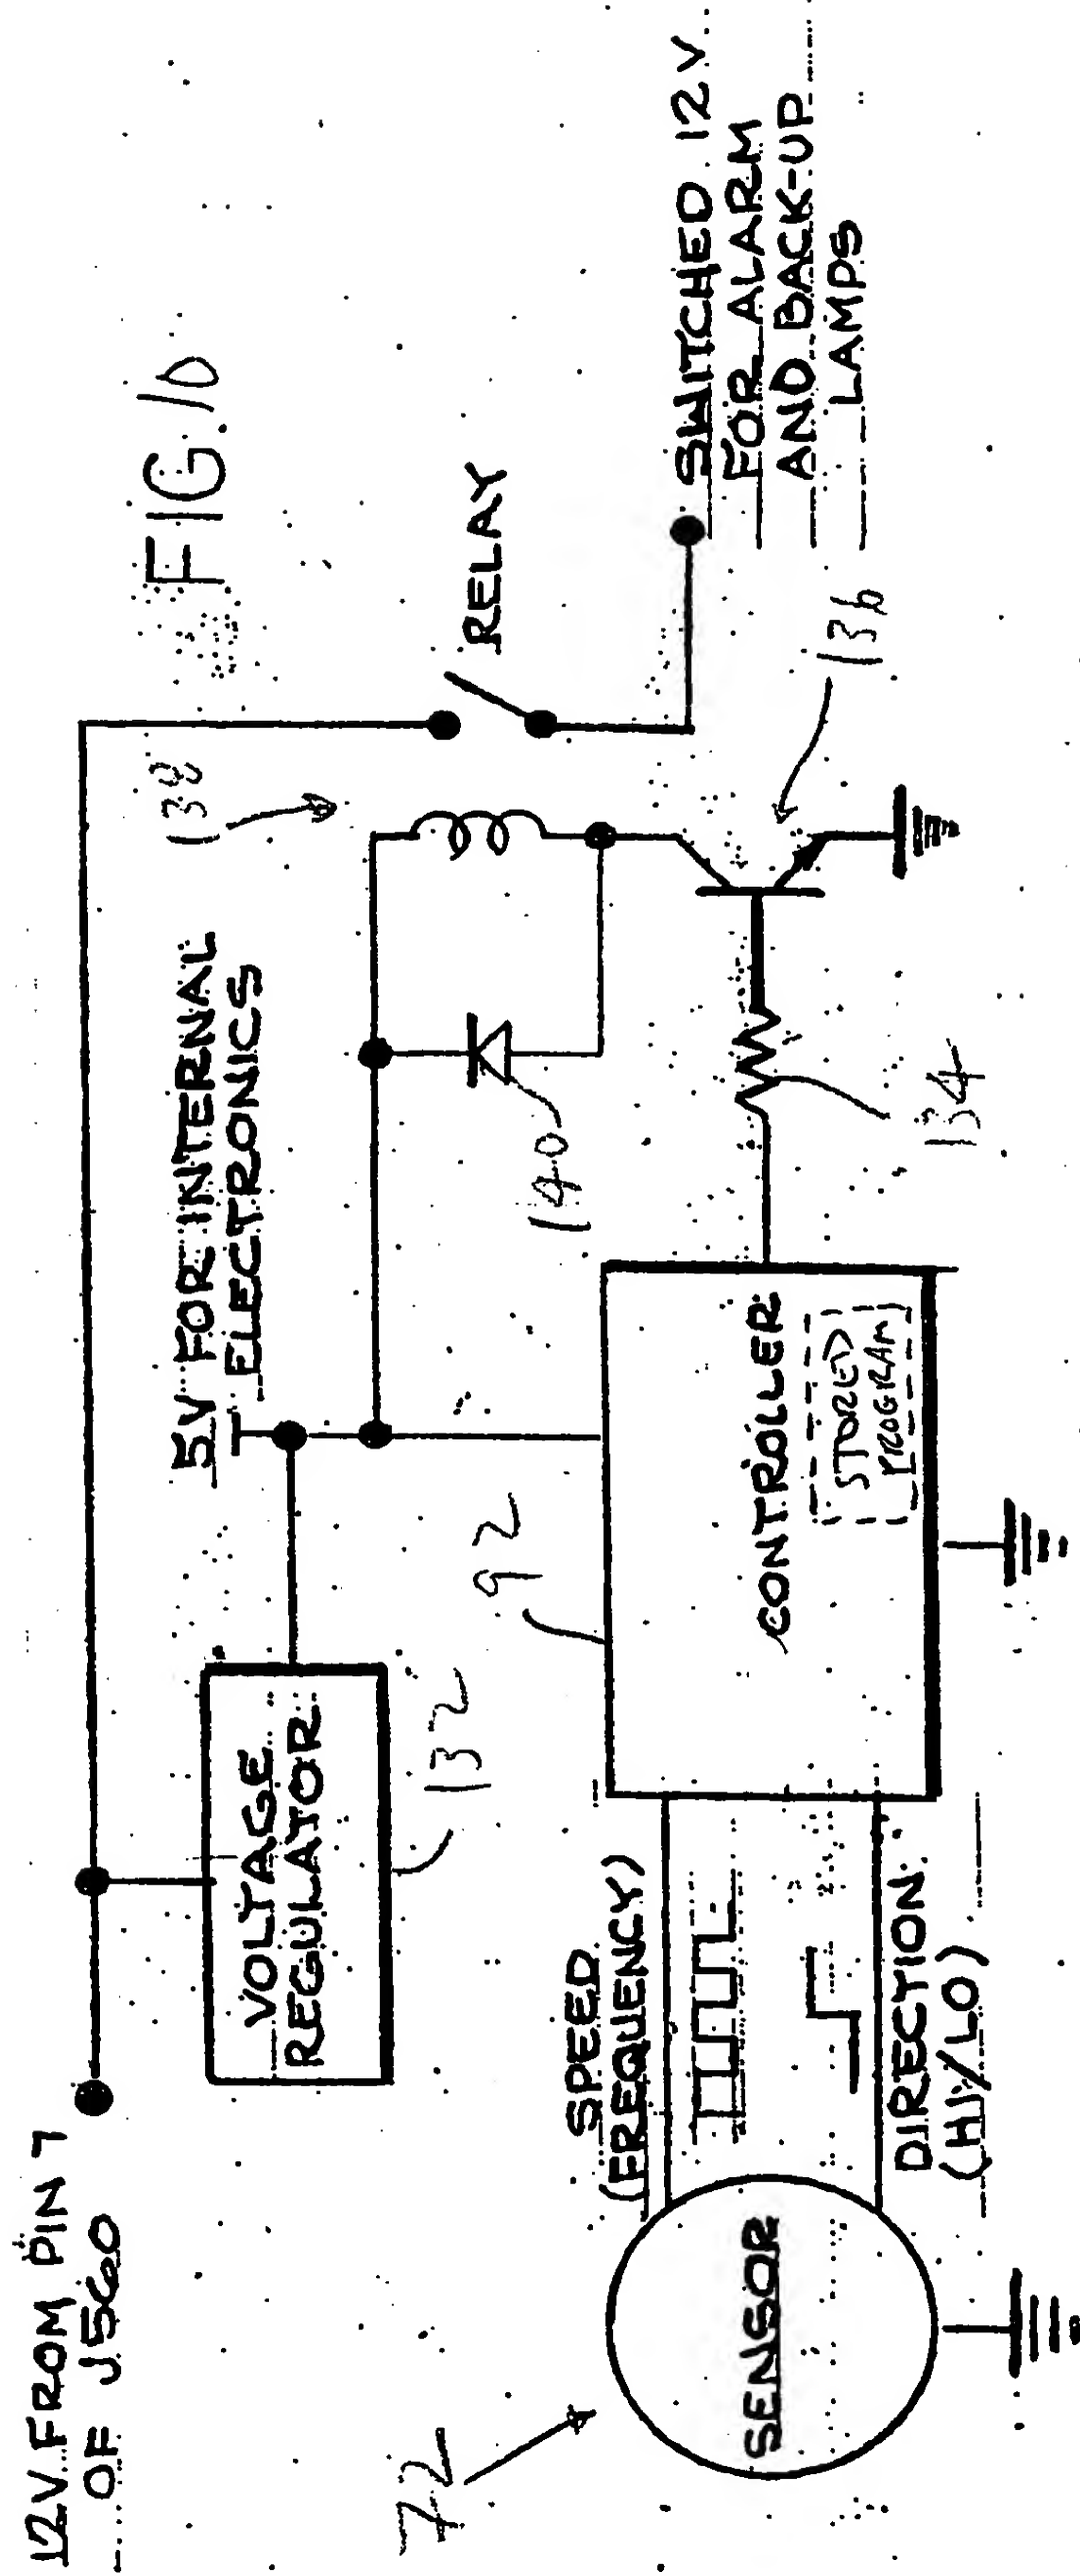 FIG. 10
12V. FROM PIN 7
OF J560
5V FOR INTERNAL
ELECTRONICS
138
RELAY
VOLTAGE
REGULATOR
132
140
92
SWITCHED 12V
FOR ALARM
AND BACK-UP
LAMPS
72
SENSOR
SPEED
(FREQUENCY)
DIRECTION
(HI/LO)
CONTROLLER
STORED
PROGRAM
134
136